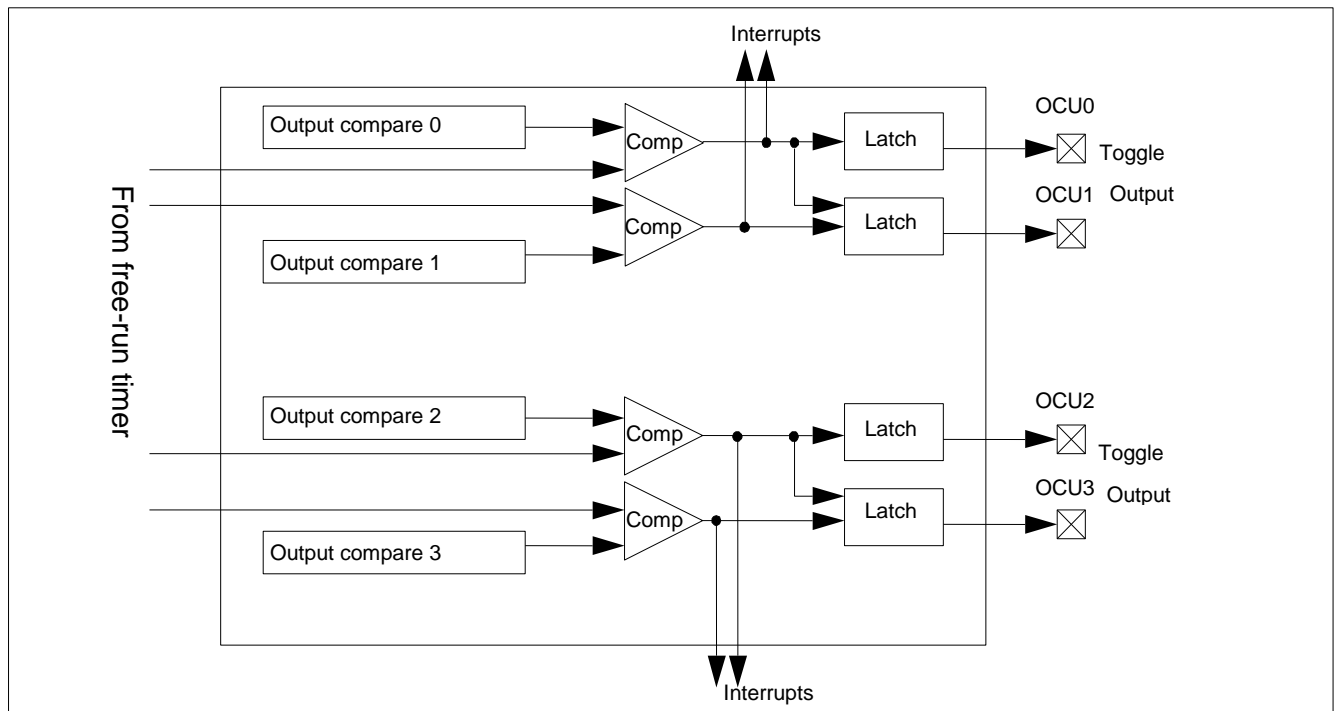 Interrupts
OCU0
Output compare 0
Comp
Latch
Toggle
From free-run timer
OCU1 Output
Comp
Latch
Output compare 1
OCU2
Output compare 2
Comp
Latch
Toggle
OCU3 Output
Comp
Latch
Output compare 3
Interrupts